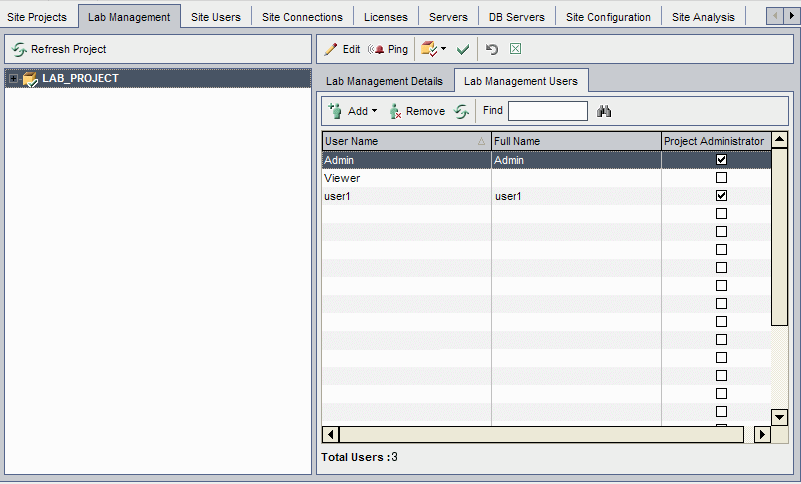 Site Projects Lab Management Site Users Site Connections Licenses Servers DB Servers Site Configuration Site Analysis
Refresh Project
LAB_PROJECT
Edit Ping
Lab Management Details Lab Management Users
Add Remove Find
User Name Full Name Project Administrator
Admin Admin
Viewer
user1 user1
Total Users :3